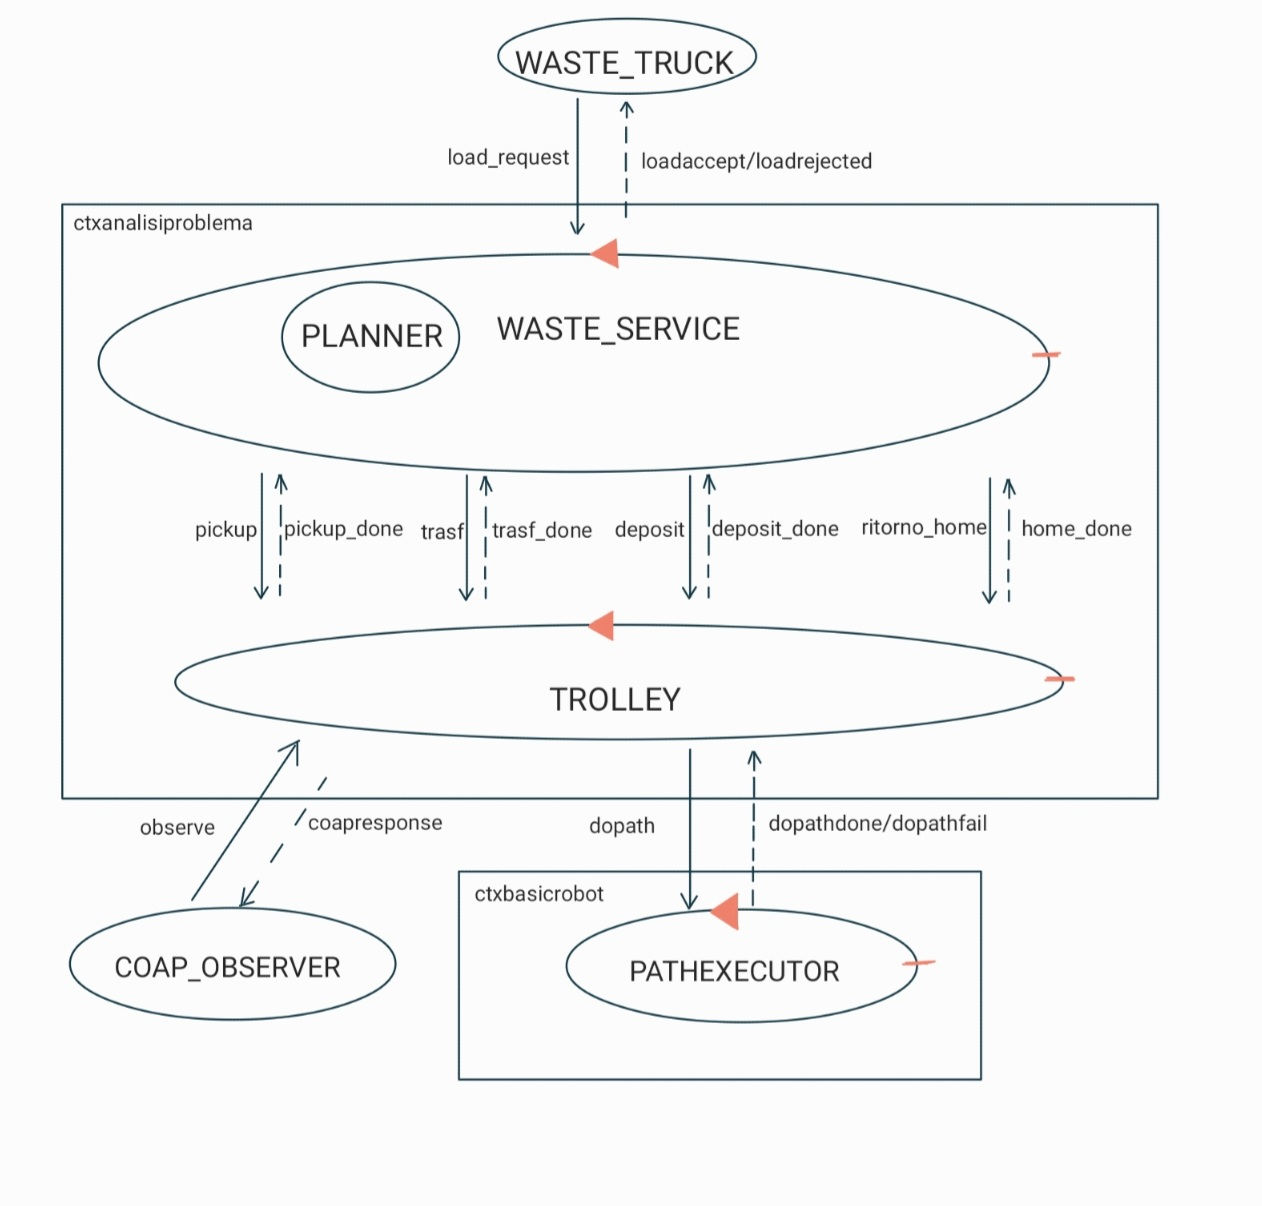 WASTE_TRUCK
load_request
loadaccept/loadrejected
ctxanalisiproblema
PLANNER
WASTE_SERVICE
pickup
pickup_done
trasf
trasf_done
deposit
deposit_done
ritorno_home
home_done
TROLLEY
observe
coapresponse
dopath
dopathdone/dopathfail
ctxbasicrobot
COAP_OBSERVER
PATHEXECUTOR